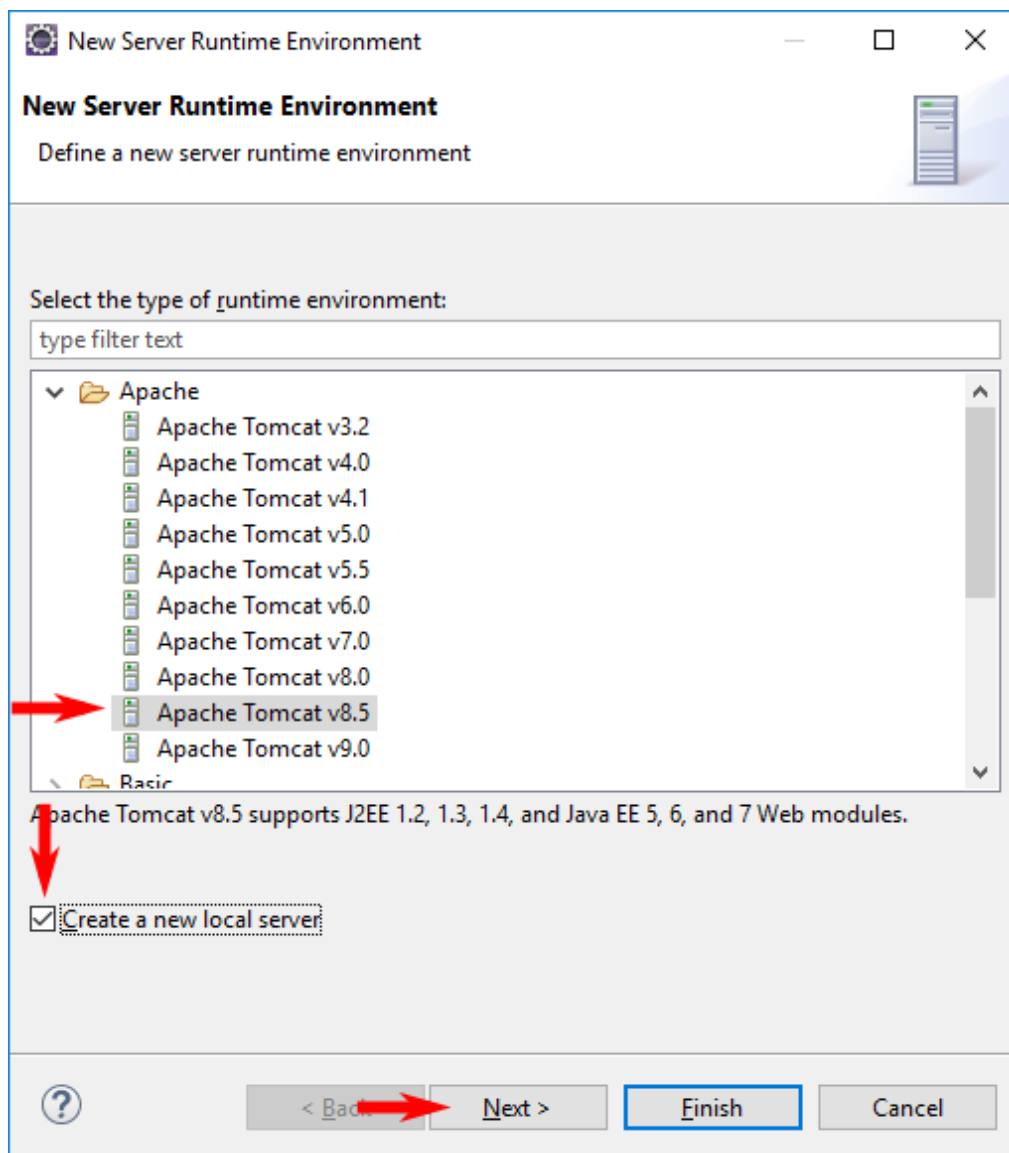 New Server Runtime Environment
New Server Runtime Environment
Define a new server runtime environment
Select the type of runtime environment:
type filter text
Apache
Apache Tomcat v3.2
Apache Tomcat v4.0
Apache Tomcat v4.1
Apache Tomcat v5.0
Apache Tomcat v5.5
Apache Tomcat v6.0
Apache Tomcat v7.0
Apache Tomcat v8.0
Apache Tomcat v8.5
Apache Tomcat v9.0
Basic
Apache Tomcat v8.5 supports J2EE 1.2, 1.3, 1.4, and Java EE 5, 6, and 7 Web modules.
Create a new local server
? < Back Next > Finish Cancel